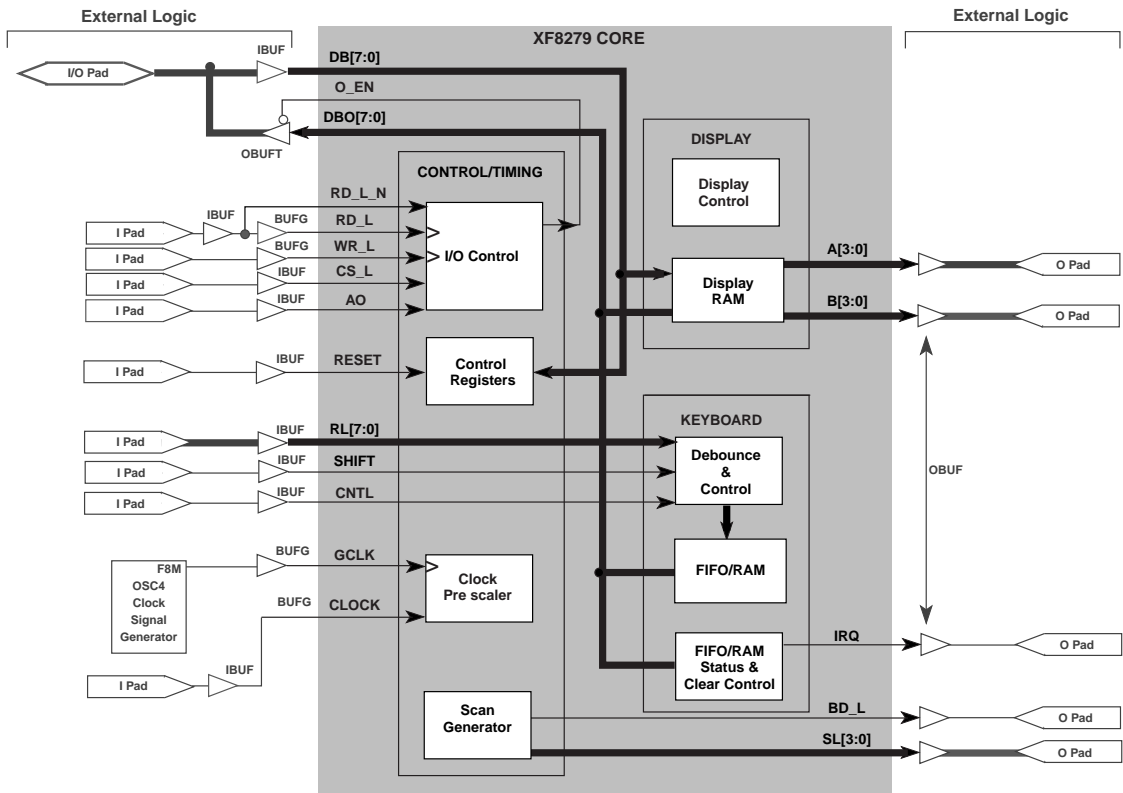 External Logic
External Logic
XF8279 CORE
IBUF
DB[7:0]
I/O Pad
O_EN
DBO[7:0]
OBUFT
DISPLAY
CONTROL/TIMING
Display
Control
RD_L_N
IBUF
BUFG
RD_L
I Pad
BUFG
WR_L
I Pad
I/O Control
IBUF
CS_L
I Pad
IBUF
AO
I Pad
Display
RAM
A[3:0]
O Pad
B[3:0]
O Pad
IBUF
RESET
I Pad
Control
Registers
KEYBOARD
IBUF
RL[7:0]
I Pad
IBUF
SHIFT
I Pad
IBUF
CNTL
I Pad
Debounce
&
Control
OBUF
BUFG
GCLK
F8M
OSC4
Clock
Signal
Generator
Clock
Pre scaler
FIFO/RAM
BUFG
CLOCK
IBUF
I Pad
FIFO/RAM
Status &
Clear Control
IRQ
O Pad
Scan
Generator
BD_L
O Pad
SL[3:0]
O Pad